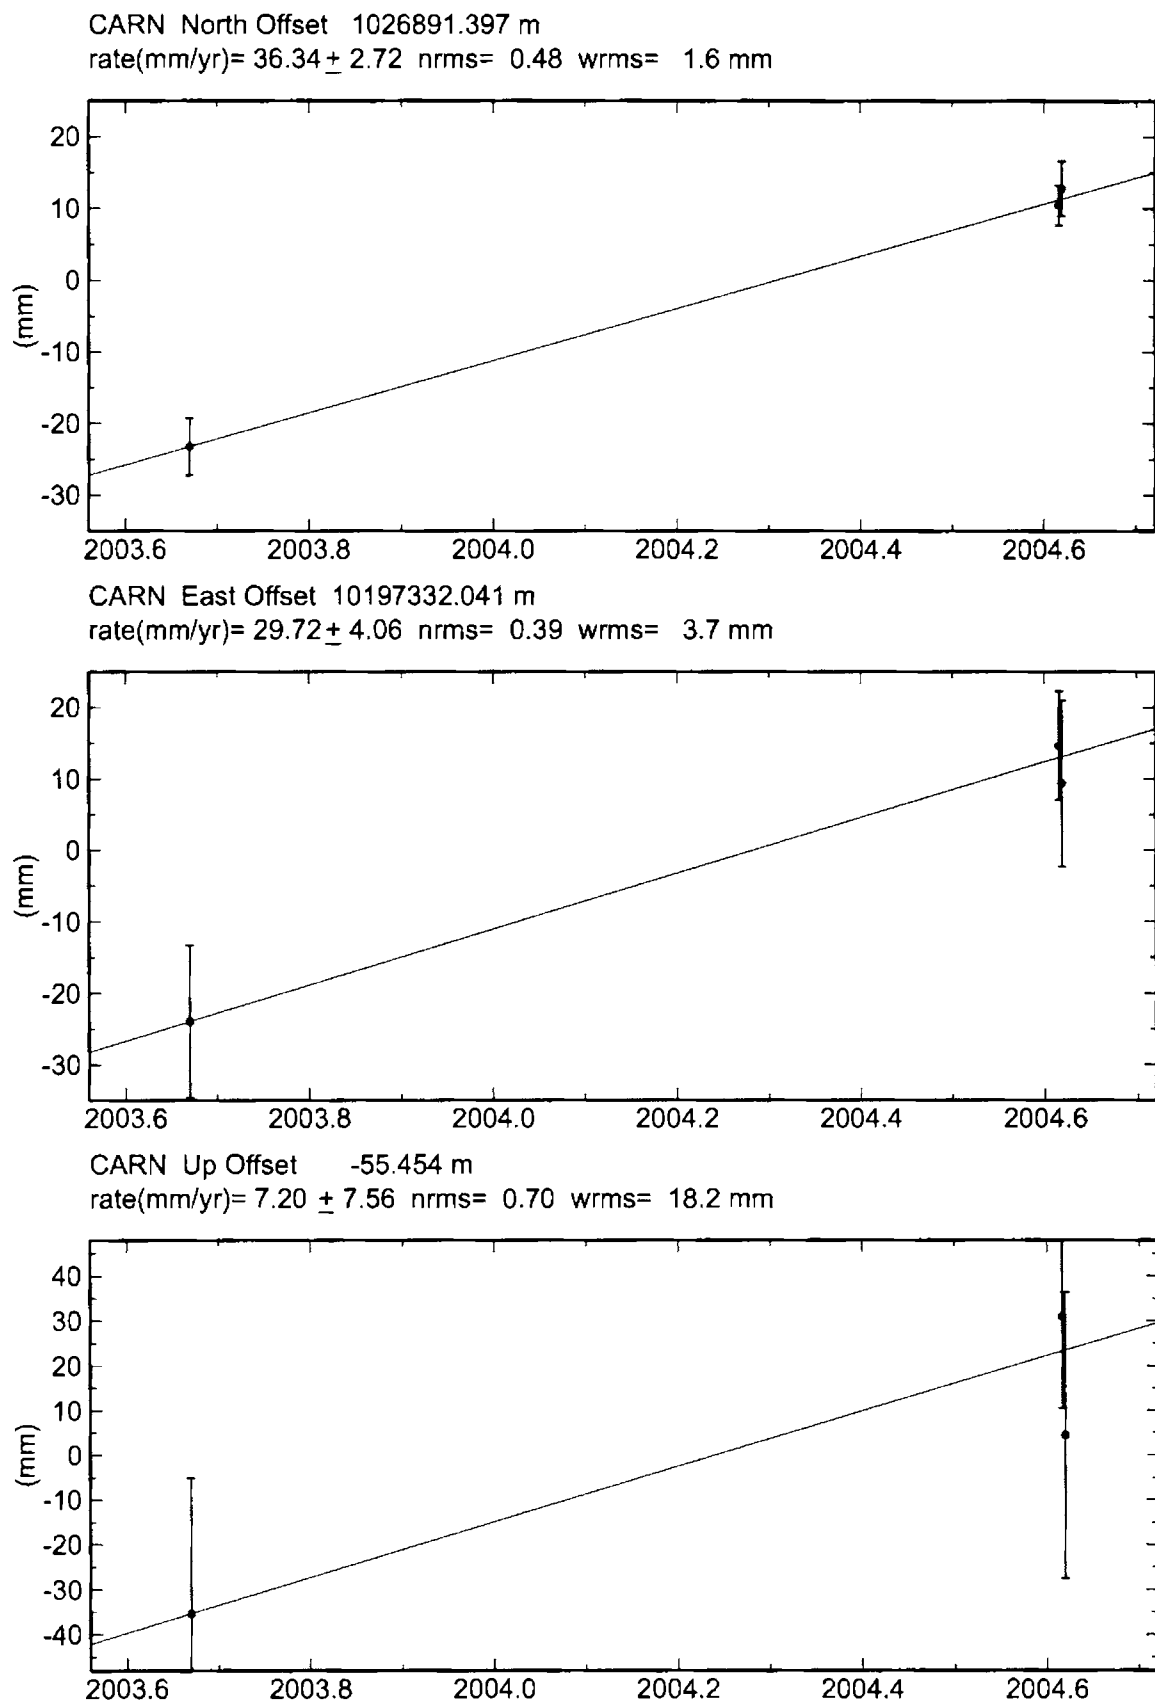 CARN North Offset 1026891.397 m
rate(mm/yr)= 36.34 ± 2.72 nrms= 0.48 wrms= 1.6 mm
20
10
0
-10
-20
-30
(mm)
2003.6 2003.8 2004.0 2004.2 2004.4 2004.6
CARN East Offset 10197332.041 m
rate(mm/yr)= 29.72 ± 4.06 nrms= 0.39 wrms= 3.7 mm
20
10
0
-10
-20
-30
(mm)
2003.6 2003.8 2004.0 2004.2 2004.4 2004.6
CARN Up Offset -55.454 m
rate(mm/yr)= 7.20 ± 7.56 nrms= 0.70 wrms= 18.2 mm
40
30
20
10
0
-10
-20
-30
-40
(mm)
2003.6 2003.8 2004.0 2004.2 2004.4 2004.6